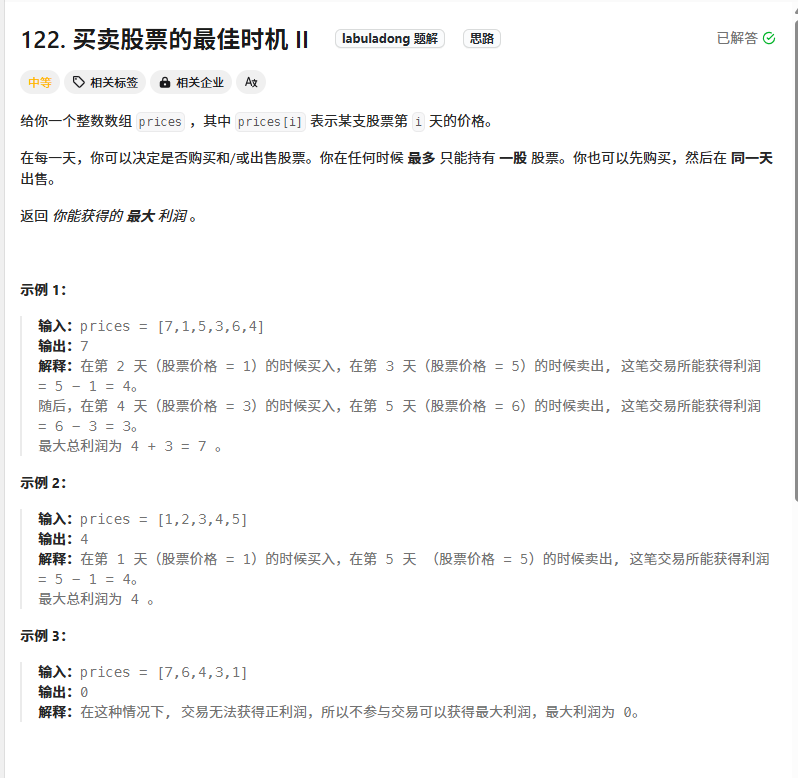 122. 买卖股票的最佳时机 II labuladong 题解 思路 已解答
中等 相关标签 相关企业 Ax
给你一个整数数组 prices ，其中 prices[i] 表示某支股票第 i 天的价格。
在每一天，你可以决定是否购买和/或出售股票。你在任何时候 最多 只能持有 一股 股票。你也可以先购买，然后在 同一天
出售。
返回 你能获得的 最大 利润 。
示例 1：
输入：prices = [7,1,5,3,6,4]
输出：7
解释：在第 2 天（股票价格 = 1）的时候买入，在第 3 天（股票价格 = 5）的时候卖出, 这笔交易所能获得利润
= 5 - 1 = 4。
随后，在第 4 天（股票价格 = 3）的时候买入，在第 5 天（股票价格 = 6）的时候卖出, 这笔交易所能获得利润
= 6 - 3 = 3。
最大总利润为 4 + 3 = 7 。
示例 2：
输入：prices = [1,2,3,4,5]
输出：4
解释：在第 1 天（股票价格 = 1）的时候买入，在第 5 天 （股票价格 = 5）的时候卖出, 这笔交易所能获得利润
= 5 - 1 = 4。
最大总利润为 4 。
示例 3：
输入：prices = [7,6,4,3,1]
输出：0
解释：在这种情况下, 交易无法获得正利润，所以不参与交易可以获得最大利润，最大利润为 0。